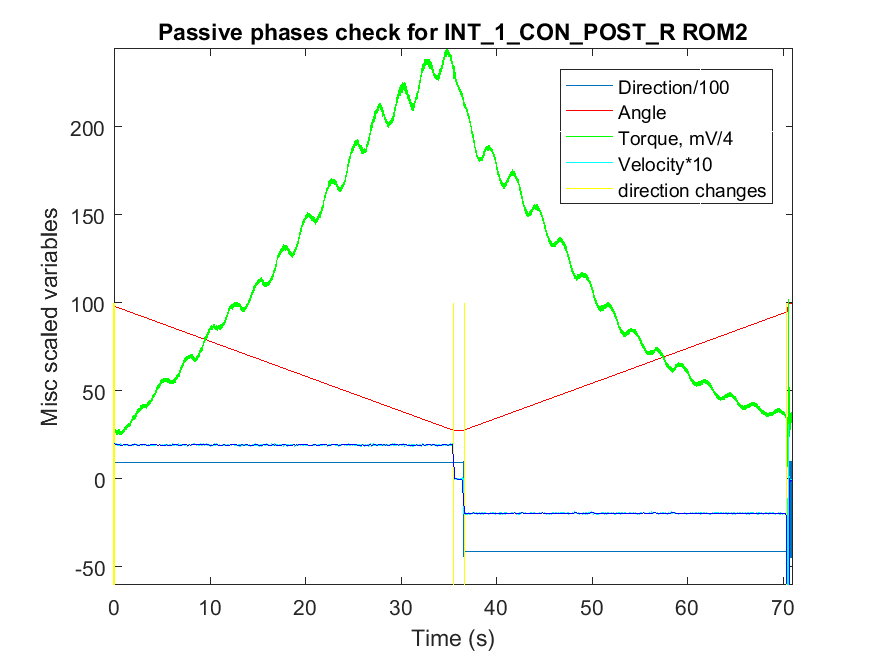 Passive phases check for INT_1_CON_POST_R ROM2
Direction/100
Angle
Torque, mV/4
Velocity*10
direction changes
Misc scaled variables
200
150
100
50
0
-50
0 10 20 30 40 50 60 70
Time (s)